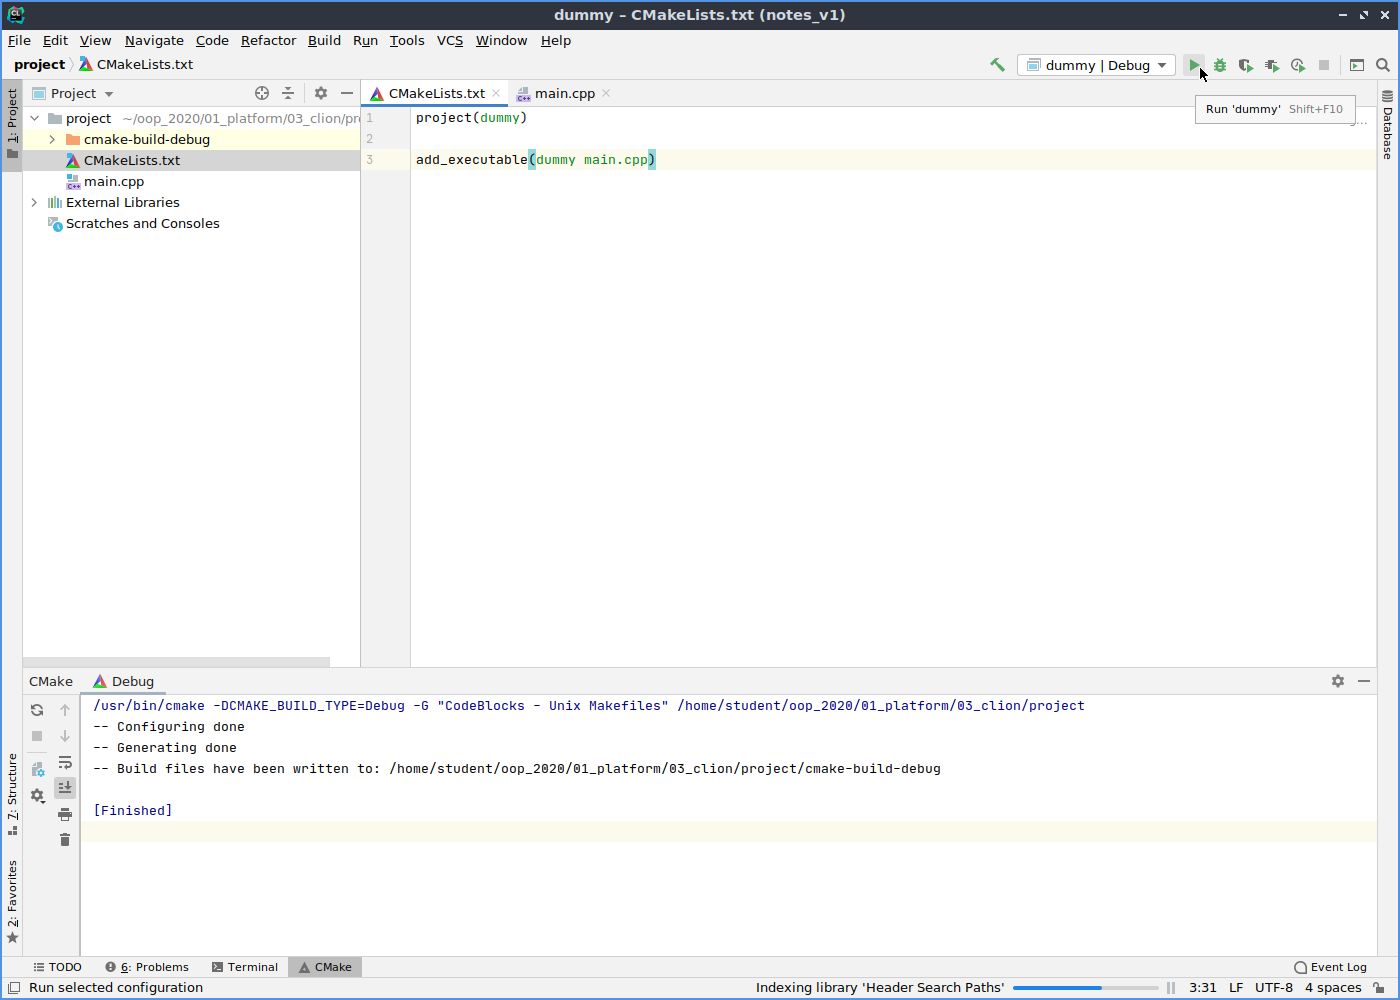 dummy – CMakeLists.txt (notes_v1)
File Edit View Navigate Code Refactor Build Run Tools VCS Window Help
project CMakeLists.txt dummy | Debug
Run 'dummy' Shift+F10
1: Project
Project
project ~/oop_2020/01_platform/03_clion/pr
cmake-build-debug
CMakeLists.txt
main.cpp
External Libraries
Scratches and Consoles
CMakeLists.txt main.cpp
1 project(dummy)
2
3 add_executable(dummy main.cpp)
Database
CMake Debug
/usr/bin/cmake -DCMAKE_BUILD_TYPE=Debug -G "CodeBlocks - Unix Makefiles" /home/student/oop_2020/01_platform/03_clion/project
-- Configuring done
-- Generating done
-- Build files have been written to: /home/student/oop_2020/01_platform/03_clion/project/cmake-build-debug
[Finished]
7: Structure
2: Favorites
TODO 6: Problems Terminal CMake Event Log
Run selected configuration Indexing library 'Header Search Paths' 3:31 LF UTF-8 4 spaces